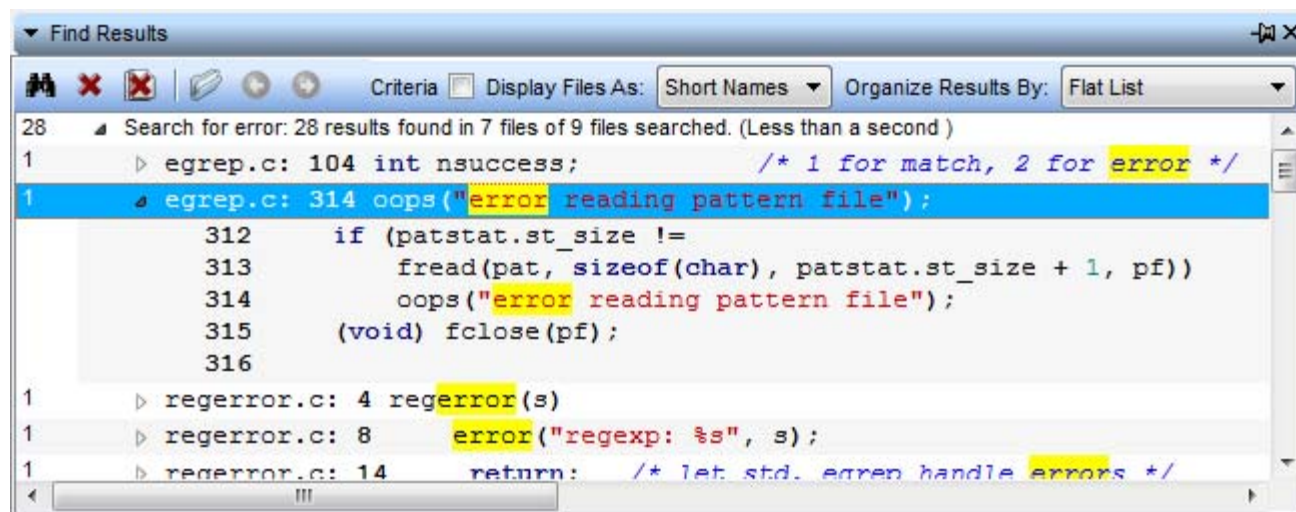 Find Results
Criteria Display Files As: Short Names Organize Results By: Flat List
28 Search for error: 28 results found in 7 files of 9 files searched. (Less than a second )
1 egrep.c: 104 int nsuccess; /* 1 for match, 2 for error */
1 egrep.c: 314 oops("error reading pattern file");
312 if (patstat.st_size !=
313 fread(pat, sizeof(char), patstat.st_size + 1, pf))
314 oops("error reading pattern file");
315 (void) fclose(pf);
316
1 regerror.c: 4 regerror(s)
1 regerror.c: 8 error("regexp: %s", s);
1 regerror.c: 14 return; /* let std. egrep handle errors */